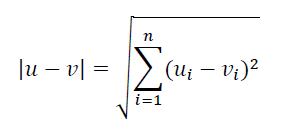 |u − v| = √∑_{i=1}^{n} (u_i − v_i)²